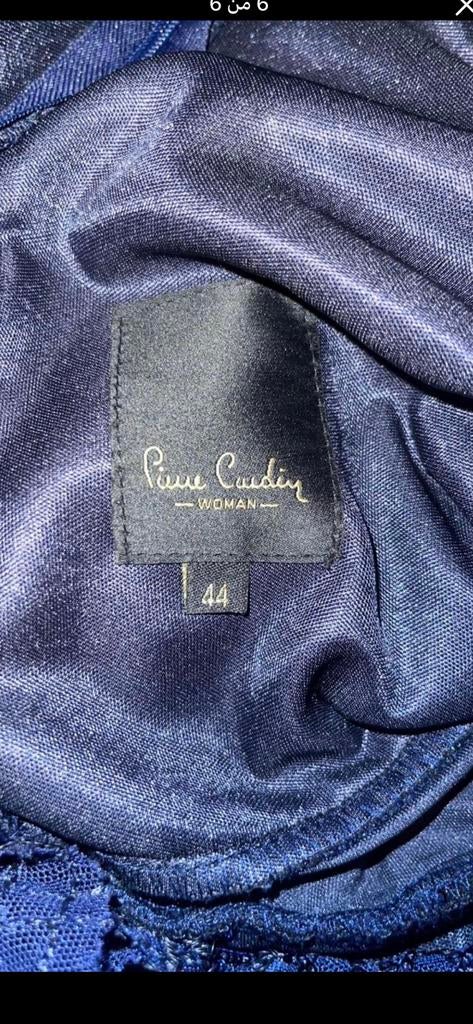 6 من 6
Pierre Cardin
WOMAN
44